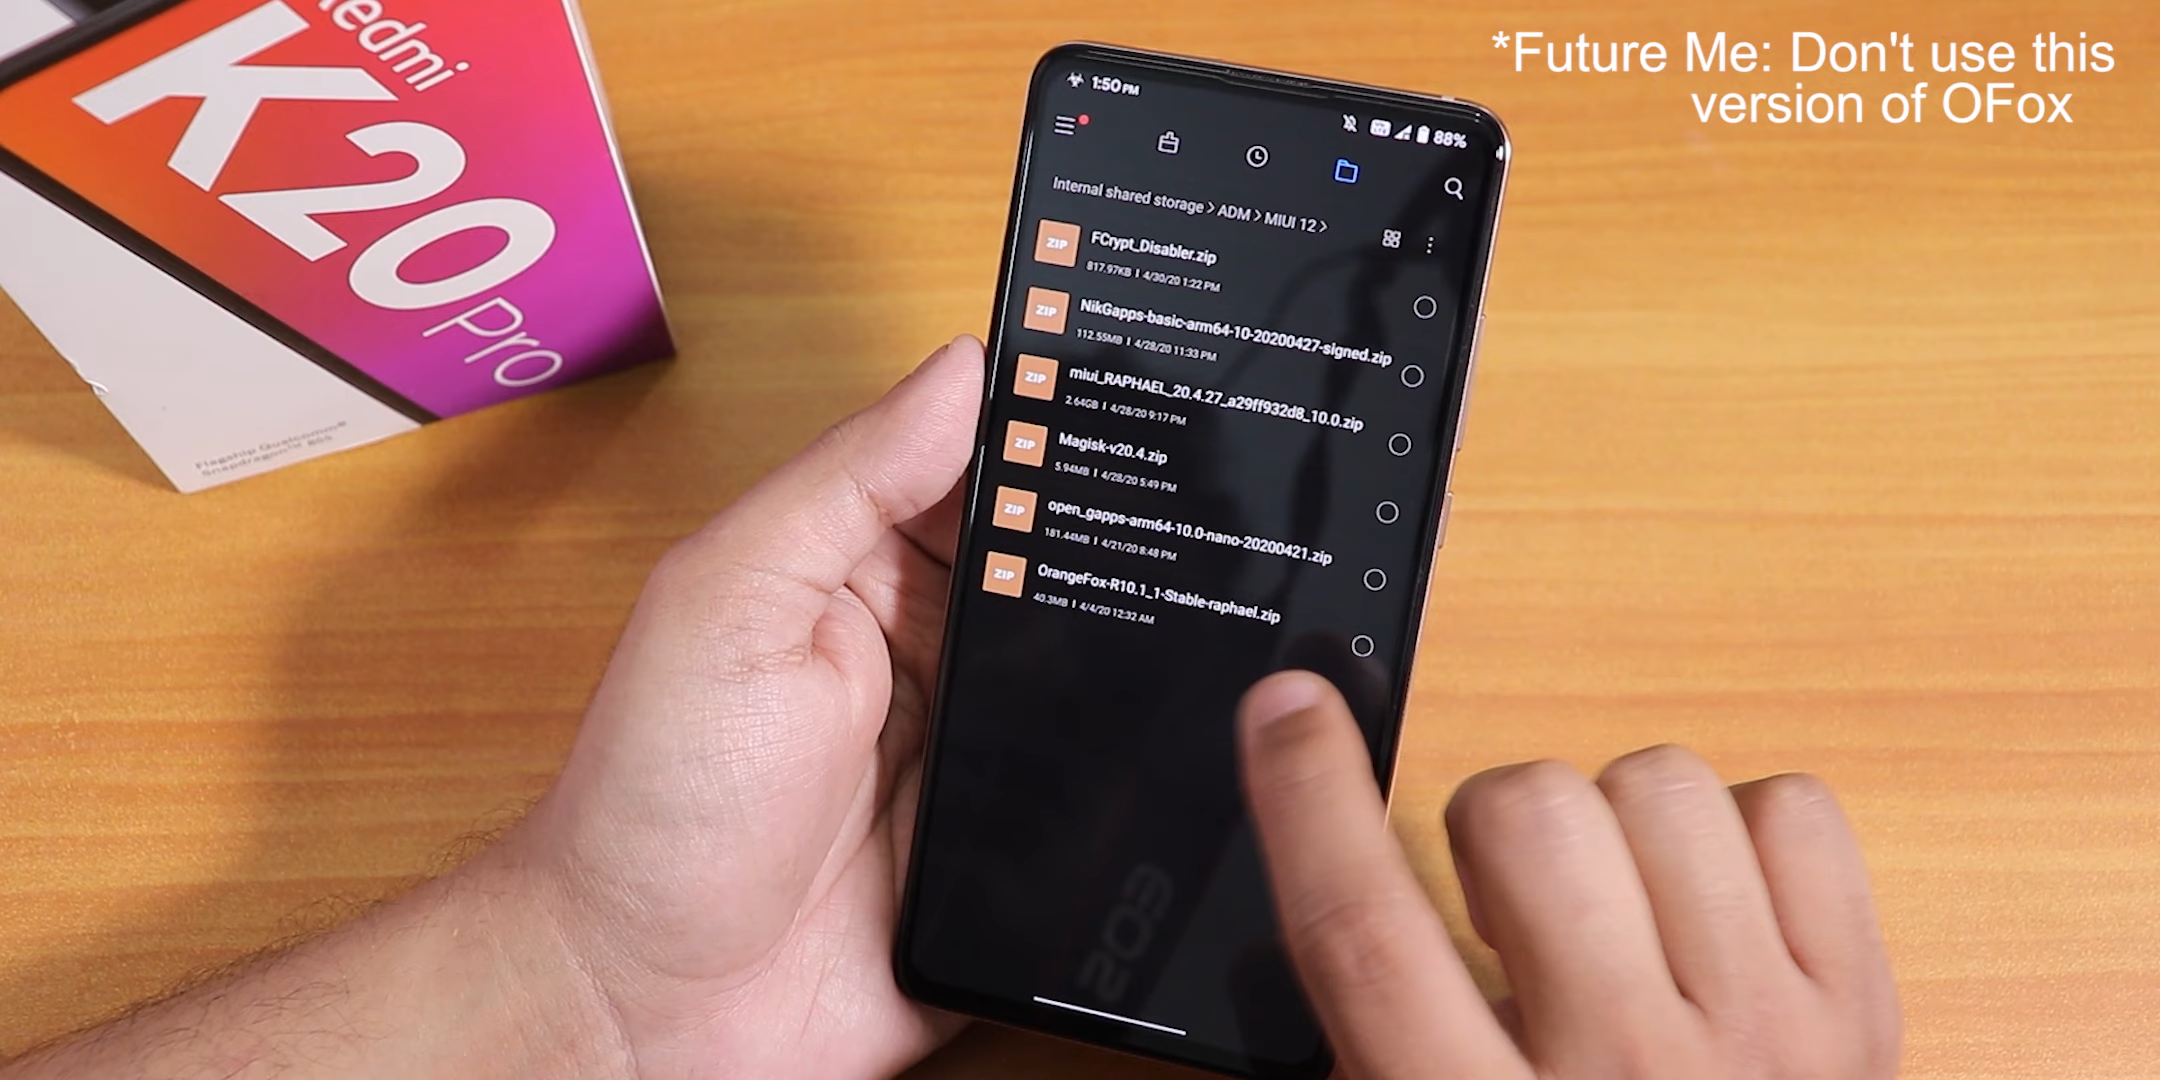 *Future Me: Don't use this
version of OFox
Redmi
K20
Pro
Flagship Qualcomm®
Snapdragon™ 855
1:50 PM
88%
Internal shared storage > ADM > MIUI 12 >
ZIP
FCrypt_Disabler.zip
817.97KB | 4/30/20 1:22 PM
ZIP
NikGapps-basic-arm64-10-20200427-signed.zip
112.55MB | 4/28/20 11:33 PM
ZIP
miui_RAPHAEL_20.4.27_a29ff932d8_10.0.zip
2.64GB | 4/28/20 9:17 PM
ZIP
Magisk-v20.4.zip
5.94MB | 4/28/20 5:49 PM
ZIP
open_gapps-arm64-10.0-nano-20200421.zip
181.44MB | 4/21/20 8:48 PM
ZIP
OrangeFox-R10.1_1-Stable-raphael.zip
40.3MB | 4/4/20 12:32 AM